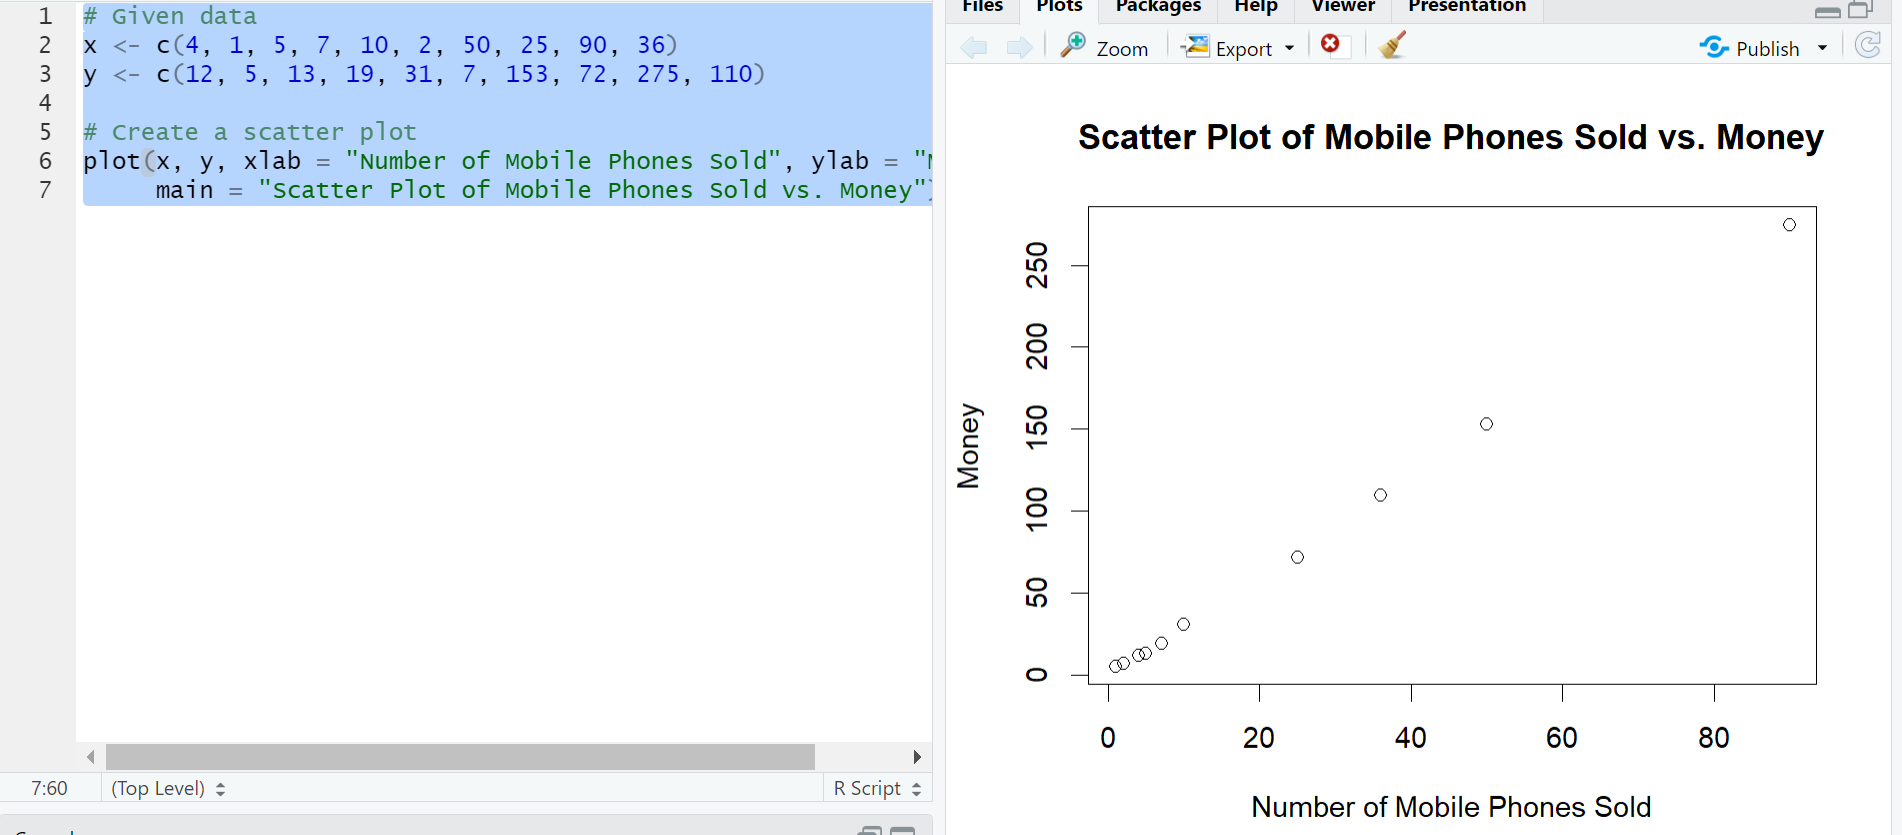 1 # Given data
2 x <- c(4, 1, 5, 7, 10, 2, 50, 25, 90, 36)
3 y <- c(12, 5, 13, 19, 31, 7, 153, 72, 275, 110)
4
5 # Create a scatter plot
6 plot(x, y, xlab = "Number of Mobile Phones Sold", ylab = "
7 main = "Scatter Plot of Mobile Phones Sold vs. Money")
7:60 (Top Level) R Script
Files Plots Packages Help Viewer Presentation
Zoom Export Publish
Scatter Plot of Mobile Phones Sold vs. Money
Money
250
200
150
100
50
0
0 20 40 60 80
Number of Mobile Phones Sold